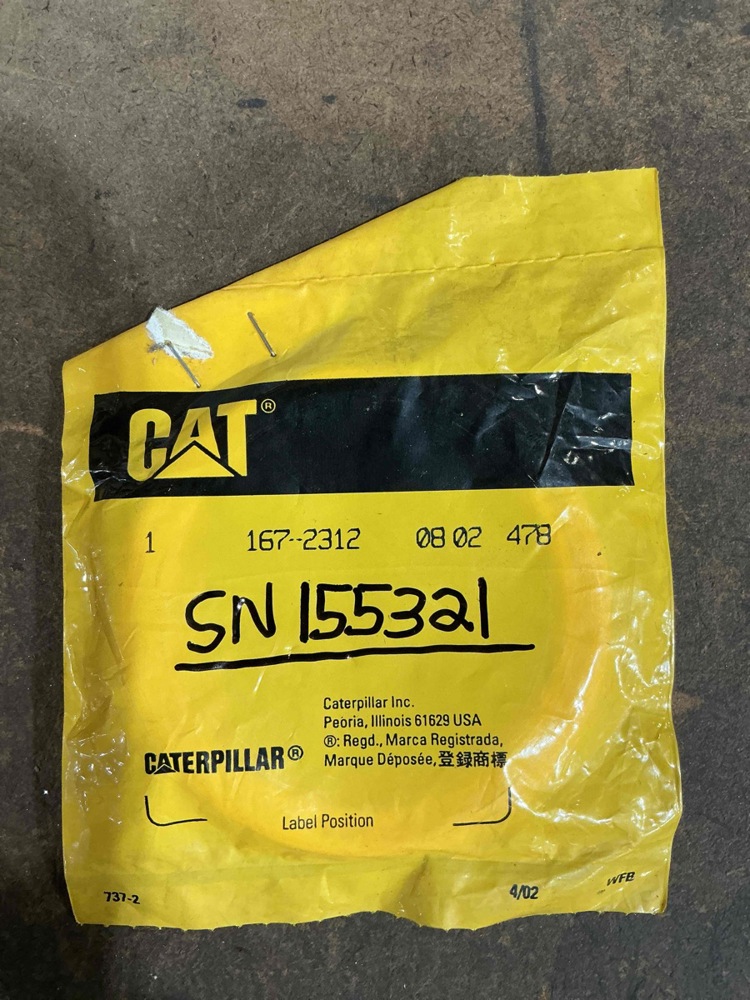 CAT®
1 167-2312 08 02 478
SN 155321
Caterpillar Inc.
Peoria, Illinois 61629 USA
®: Regd., Marca Registrada,
Marque Déposée, 登録商標
CATERPILLAR®
Label Position
737-2 4/02 WFB